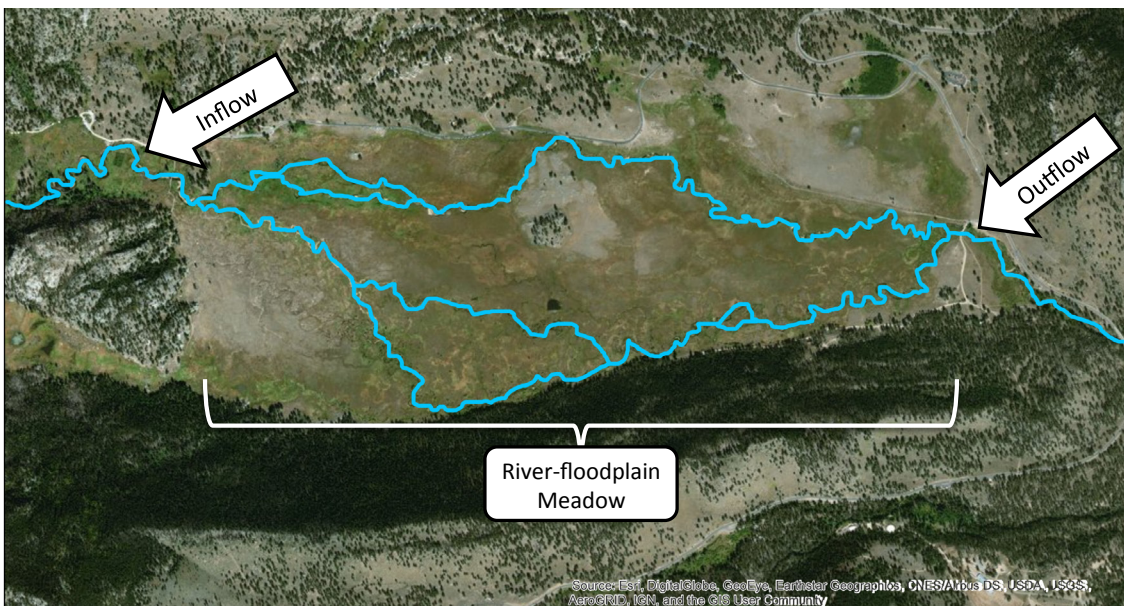 Inflow
Outflow
River-floodplain
Meadow
Source: Esri, DigitalGlobe, GeoEye, Earthstar Geographics, CNES/Airbus DS, USDA, USGS,
AeroGRID, IGN, and the GIS User Community